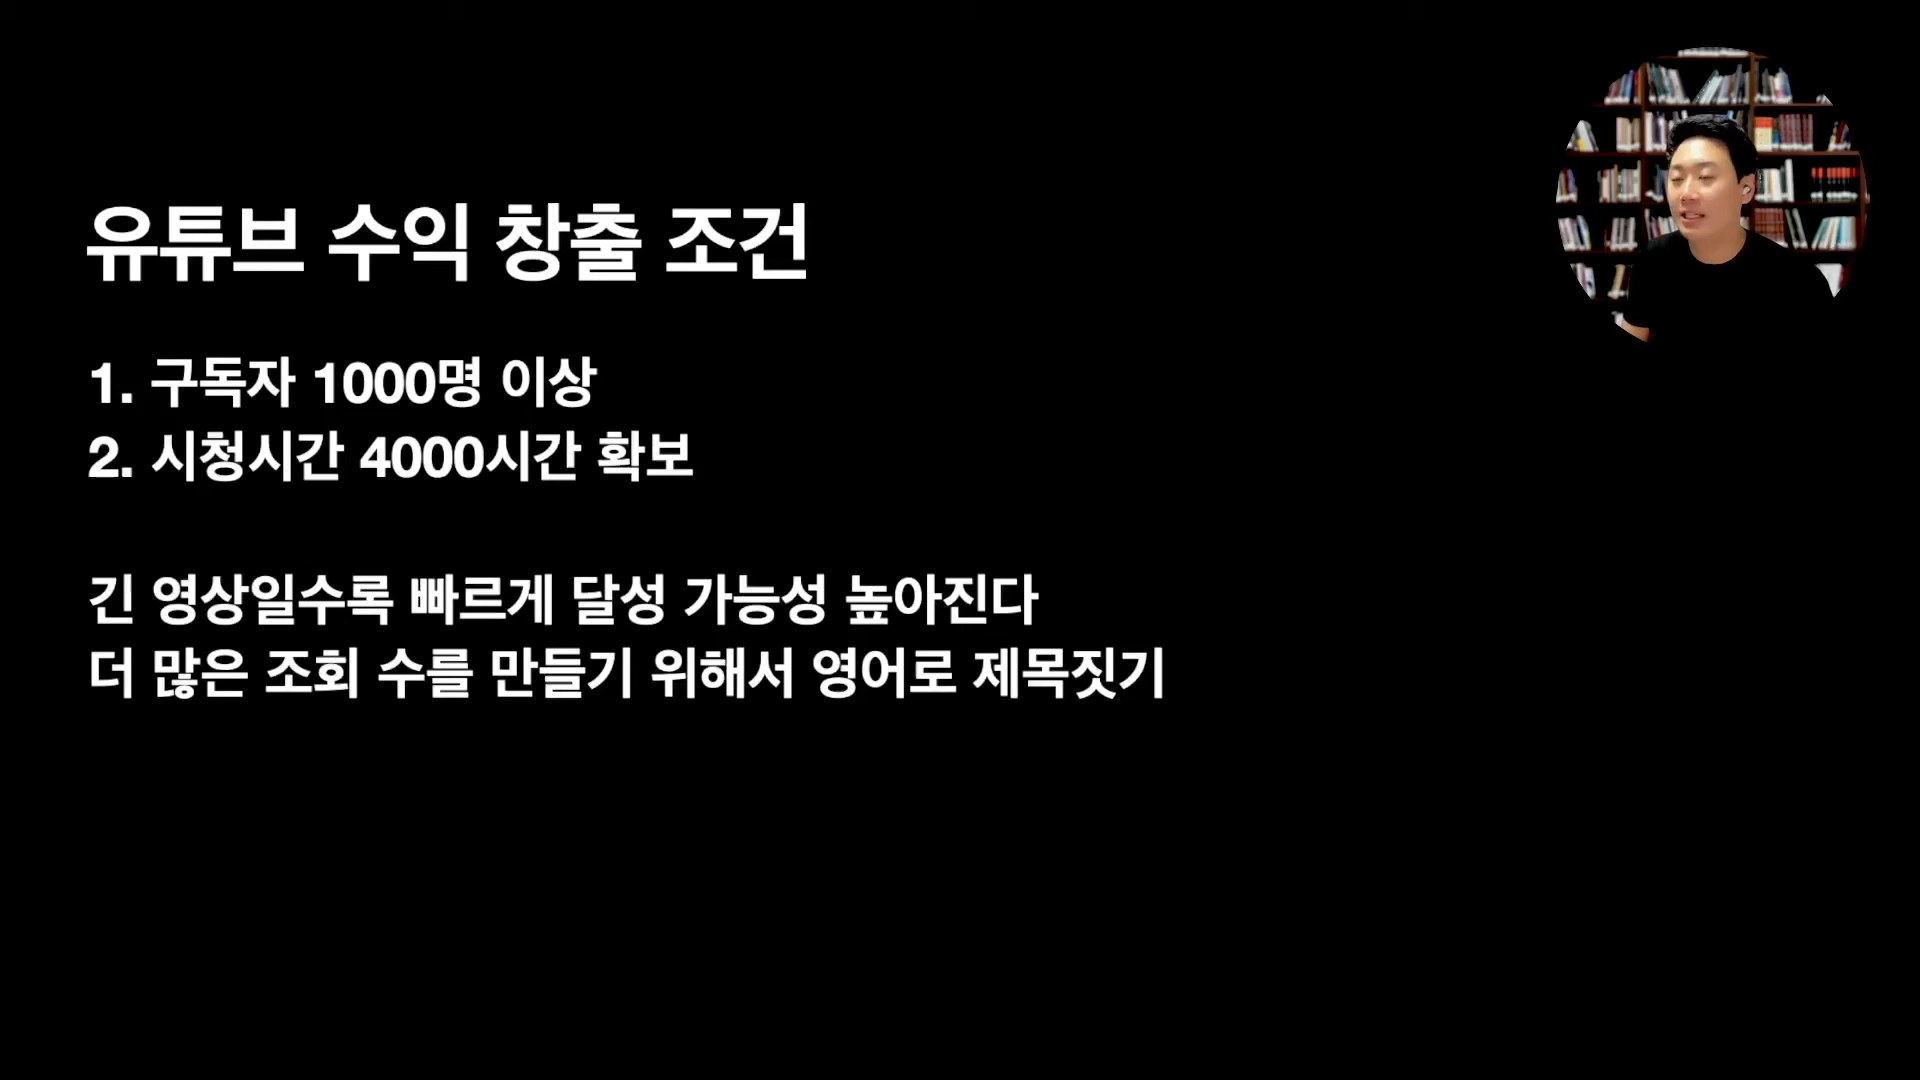 유튜브 수익 창출 조건
1. 구독자 1000명 이상
2. 시청시간 4000시간 확보
긴 영상일수록 빠르게 달성 가능성 높아진다
더 많은 조회 수를 만들기 위해서 영어로 제목짓기